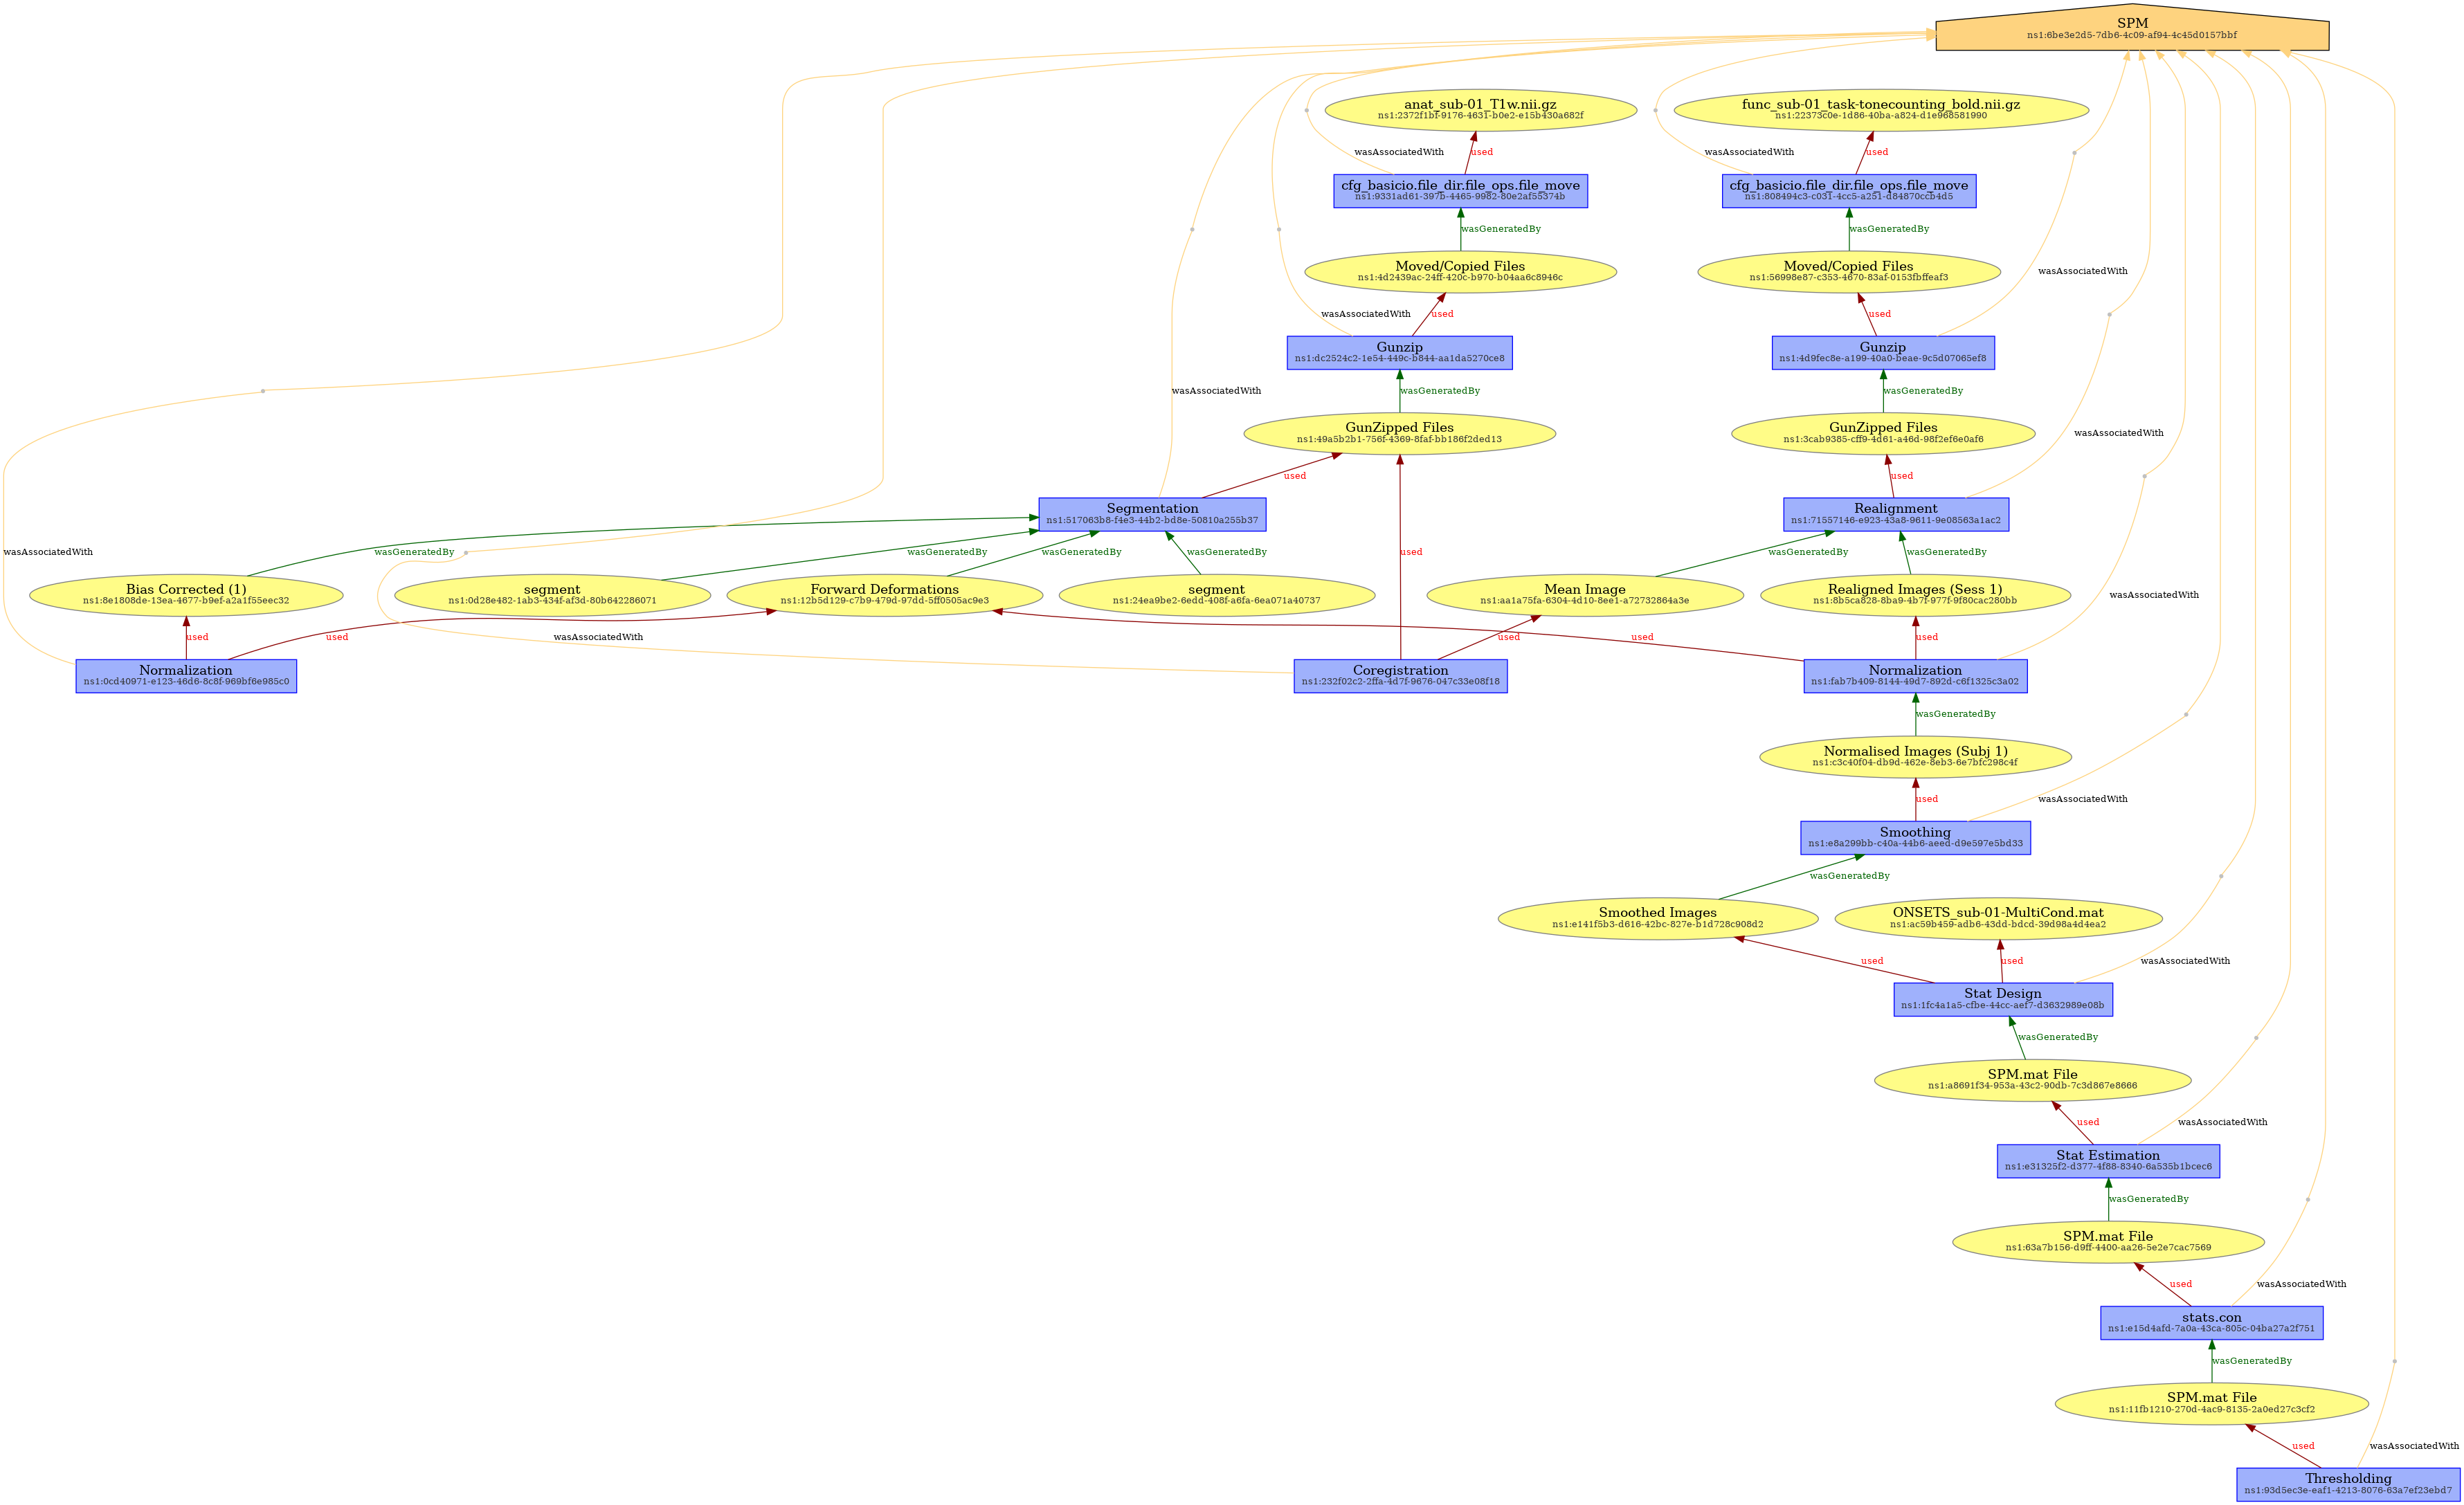 SPM
ns1:6be3e2d5-7db6-4c09-af94-4c45d0157bbf
anat_sub-01_T1w.nii.gz
ns1:2372f1bf-9176-4631-b0e2-e15b430a682f
func_sub-01_task-tonecounting_bold.nii.gz
ns1:22373c0e-1d86-40ba-a824-d1e968581990
wasAssociatedWith
used
wasAssociatedWith
used
cfg_basicio.file_dir.file_ops.file_move
ns1:9331ad61-397b-4465-9982-80e2af55374b
cfg_basicio.file_dir.file_ops.file_move
ns1:808494c3-c031-4cc5-a251-d84870ccb4d5
wasGeneratedBy
wasGeneratedBy
Moved/Copied Files
ns1:4d2439ac-24ff-420c-b970-b04aa6c8946c
Moved/Copied Files
ns1:56998e87-c353-4670-83af-0153fbffeaf3
wasAssociatedWith
wasAssociatedWith
used
used
Gunzip
ns1:dc2524c2-1e54-449c-b844-aa1da5270ce8
Gunzip
ns1:4d9fec8e-a199-40a0-beae-9c5d07065ef8
wasAssociatedWith
wasGeneratedBy
wasGeneratedBy
GunZipped Files
ns1:49a5b2b1-756f-4369-8faf-bb186f2ded13
GunZipped Files
ns1:3cab9385-cff9-4d61-a46d-98f2ef6e0af6
wasAssociatedWith
used
used
Segmentation
ns1:517063b8-f4e3-44b2-bd8e-50810a255b37
Realignment
ns1:71557146-e923-43a8-9611-9e08563a1ac2
wasAssociatedWith
wasGeneratedBy
wasGeneratedBy
wasGeneratedBy
wasGeneratedBy
used
wasGeneratedBy
wasGeneratedBy
Bias Corrected (1)
ns1:8e1808de-13ea-4677-b9ef-a2a1f55eec32
segment
ns1:0d28e482-1ab3-434f-af3d-80b642286071
Forward Deformations
ns1:12b5d129-c7b9-479d-97dd-5ff0505ac9e3
segment
ns1:24ea9be2-6edd-408f-a6fa-6ea071a40737
Mean Image
ns1:aa1a75fa-6304-4d10-8ee1-a72732864a3e
Realigned Images (Sess 1)
ns1:8b5ca828-8ba9-4b7f-977f-9f80cac280bb
wasAssociatedWith
used
used
wasAssociatedWith
used
used
used
Normalization
ns1:0cd40971-e123-46d6-8c8f-969bf6e985c0
Coregistration
ns1:232f02c2-2ffa-4d7f-9676-047c33e08f18
Normalization
ns1:fab7b409-8144-49d7-892d-c6f1325c3a02
wasGeneratedBy
Normalised Images (Subj 1)
ns1:c3c40f04-db9d-462e-8eb3-6e7bfc298c4f
used
wasAssociatedWith
Smoothing
ns1:e8a299bb-c40a-44b6-aeed-d9e597e5bd33
wasGeneratedBy
Smoothed Images
ns1:e141f5b3-d616-42bc-827e-b1d728c908d2
ONSETS_sub-01-MultiCond.mat
ns1:ac59b459-adb6-43dd-bdcd-39d98a4d4ea2
used
used
wasAssociatedWith
Stat Design
ns1:1fc4a1a5-cfbe-44cc-aef7-d3632989e08b
wasGeneratedBy
SPM.mat File
ns1:a8691f34-953a-43c2-90db-7c3d867e8666
used
wasAssociatedWith
Stat Estimation
ns1:e31325f2-d377-4f88-8340-6a535b1bcec6
wasGeneratedBy
SPM.mat File
ns1:63a7b156-d9ff-4400-aa26-5e2e7cac7569
used
wasAssociatedWith
stats.con
ns1:e15d4afd-7a0a-43ca-805c-04ba27a2f751
wasGeneratedBy
SPM.mat File
ns1:11fb1210-270d-4ac9-8135-2a0ed27c3cf2
used
wasAssociatedWith
Thresholding
ns1:93d5ec3e-eaf1-4213-8076-63a7ef23ebd7